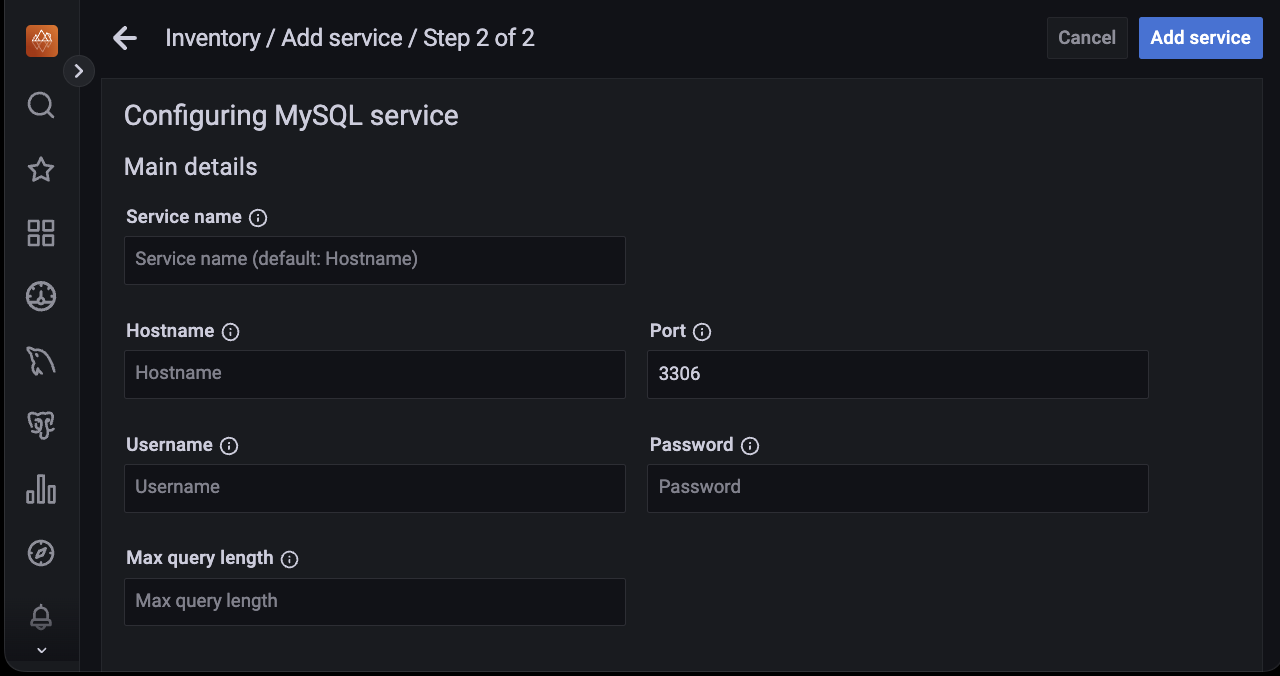 Inventory / Add service / Step 2 of 2
Cancel
Add service
Configuring MySQL service
Main details
Service name
Service name (default: Hostname)
Hostname
Port
Hostname
3306
Username
Password
Username
Password
Max query length
Max query length